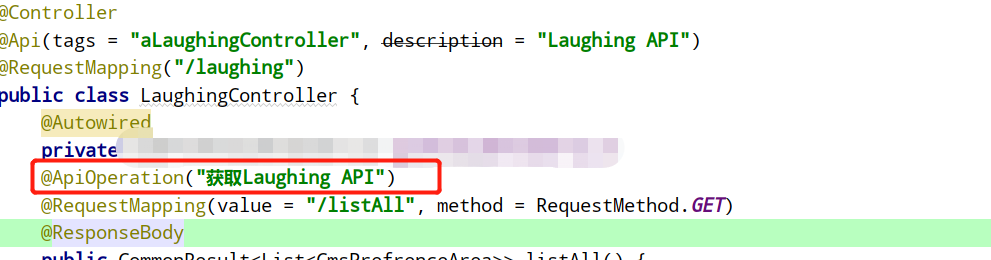 @Controller
@Api(tags = "aLaughingController", description = "Laughing API")
@RequestMapping("/laughing")
public class LaughingController {
@Autowired
private
@ApiOperation("获取Laughing API")
@RequestMapping(value = "/listAll", method = RequestMethod.GET)
@ResponseBody
public CommonResult<List<CmsPrefrenceArea>> listAll() {